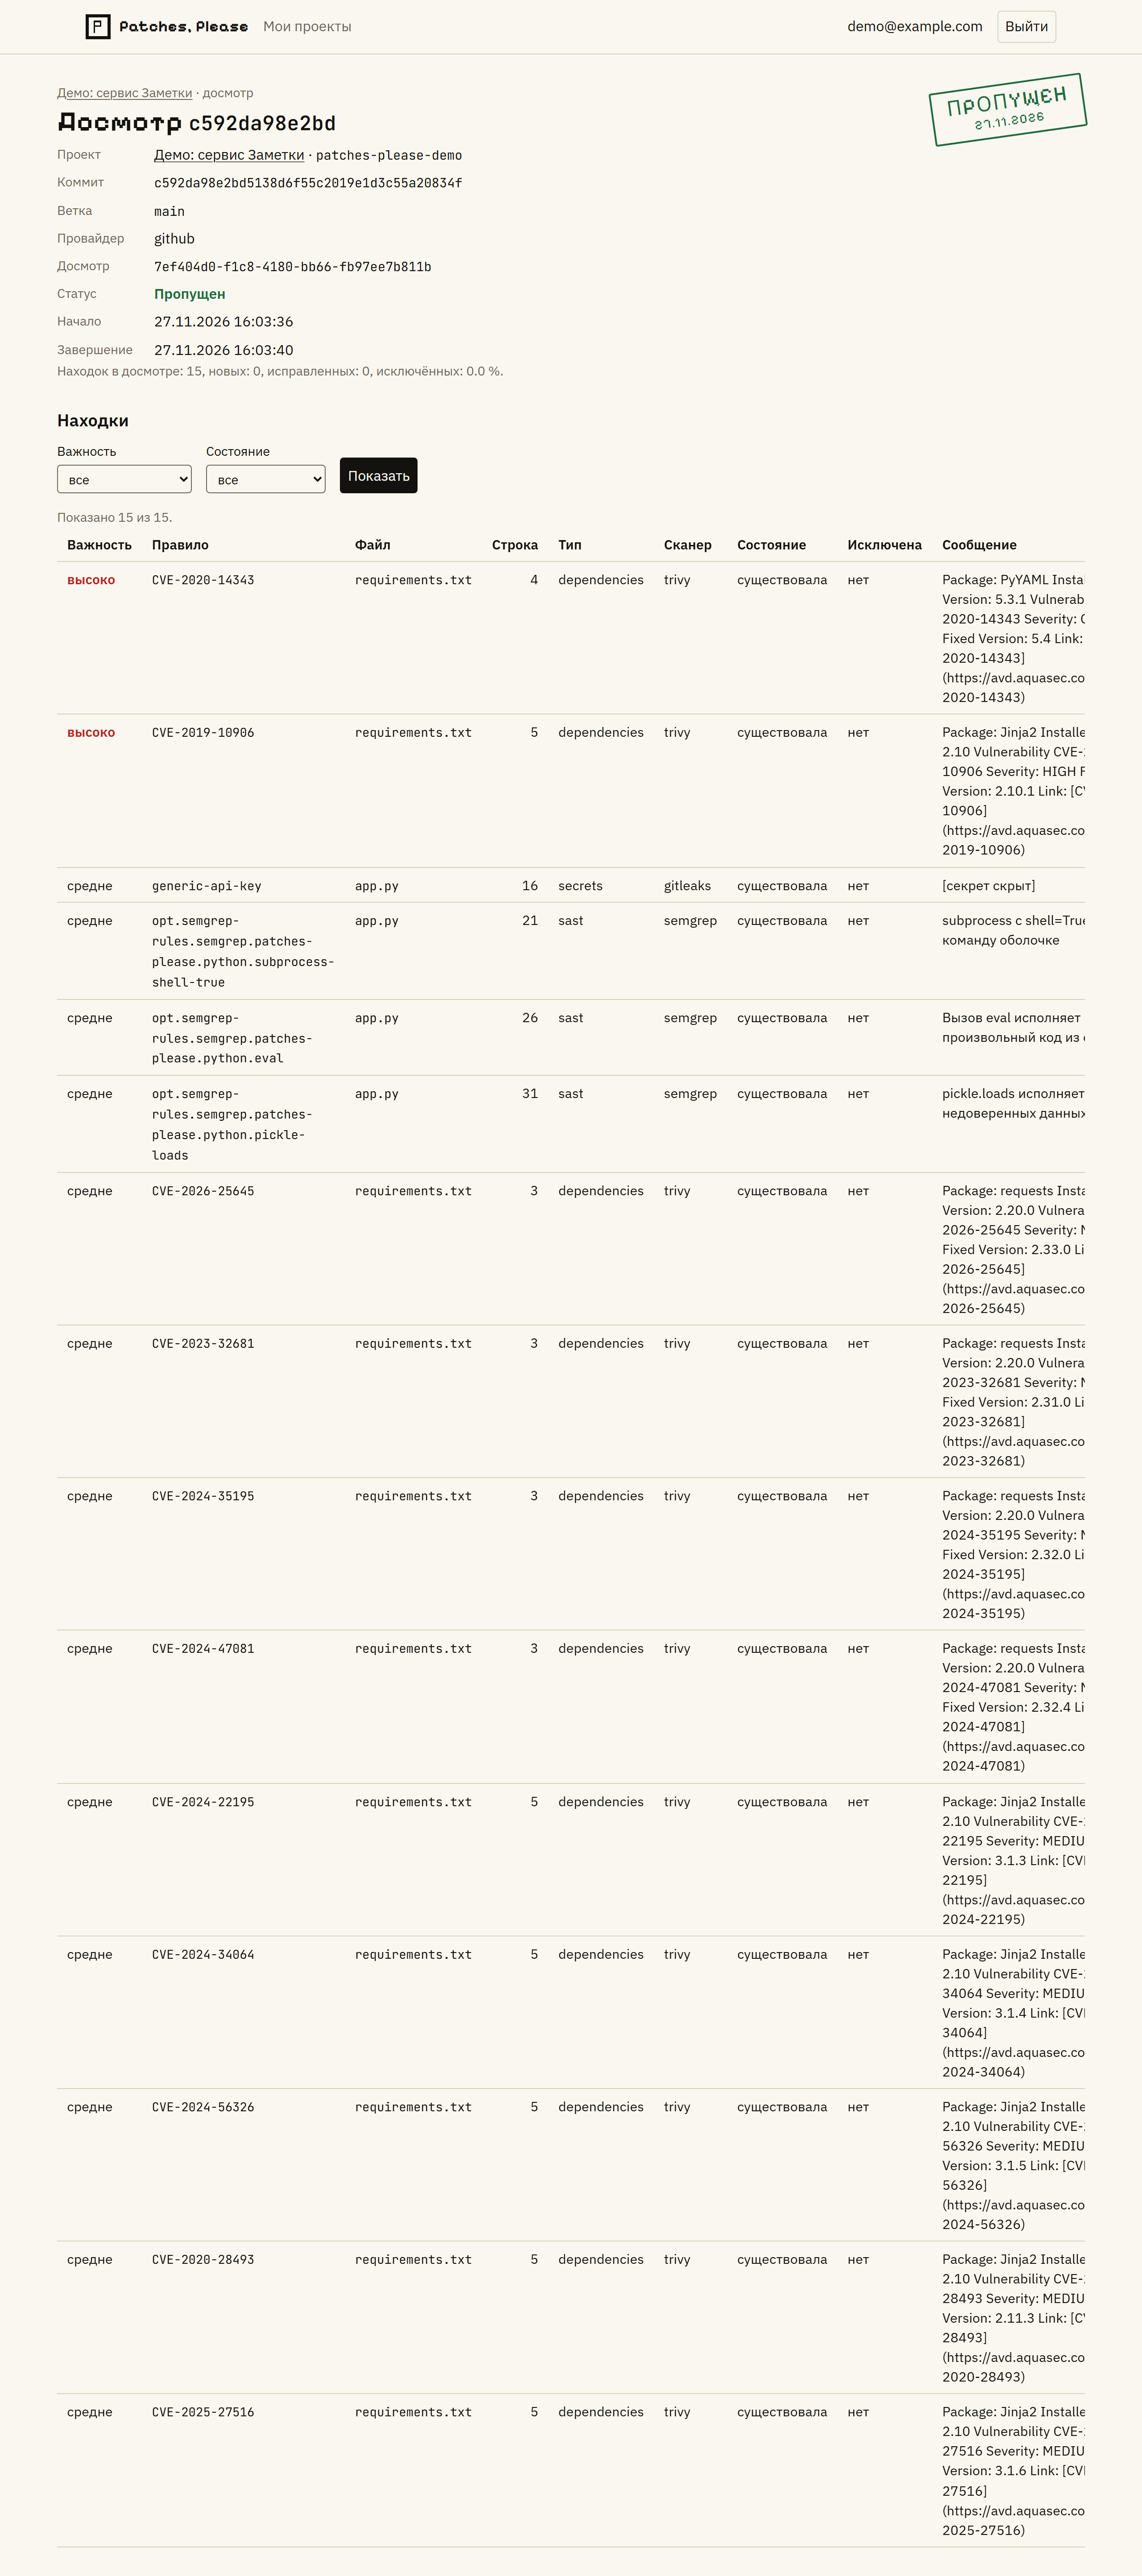 Patches, Please Мои проекты demo@example.com Выйти
Демо: сервис Заметки · досмотр
ПРОПУЩЕН
27.11.2026
Досмотр c592da98e2bd
Проект Демо: сервис Заметки · patches-please-demo
Коммит c592da98e2bd5138d6f55c2019e1d3c55a20834f
Ветка main
Провайдер github
Досмотр 7ef404d0-f1c8-4180-bb66-fb97ee7b811b
Статус Пропущен
Начало 27.11.2026 16:03:36
Завершение 27.11.2026 16:03:40
Находок в досмотре: 15, новых: 0, исправленных: 0, исключённых: 0.0 %.
Находки
Важность Состояние
все все Показать
Показано 15 из 15.
Важность Правило Файл Строка Тип Сканер Состояние Исключена Сообщение
высоко CVE-2020-14343 requirements.txt 4 dependencies trivy существовала нет Package: PyYAML Instal
Version: 5.3.1 Vulnerab
2020-14343 Severity:
Fixed Version: 5.4 Link:
2020-14343]
(https://avd.aquasec.co
2020-14343)
высоко CVE-2019-10906 requirements.txt 5 dependencies trivy существовала нет Package: Jinja2 Installe
2.10 Vulnerability CVE-
10906 Severity: HIGH F
Version: 2.10.1 Link: [CV
10906]
(https://avd.aquasec.co
2019-10906)
средне generic-api-key app.py 16 secrets gitleaks существовала нет [секрет скрыт]
средне opt.semgrep- app.py 21 sast semgrep существовала нет subprocess с shell=True
rules.semgrep.patches- команду оболочке
please.python.subprocess-
shell-true
средне opt.semgrep- app.py 26 sast semgrep существовала нет Вызов eval исполняет
rules.semgrep.patches- произвольный код из
please.python.eval
средне opt.semgrep- app.py 31 sast semgrep существовала нет pickle.loads исполняет
rules.semgrep.patches- недоверенных данных
please.python.pickle-
loads
средне CVE-2026-25645 requirements.txt 3 dependencies trivy существовала нет Package: requests Insta
Version: 2.20.0 Vulnera
2026-25645 Severity: M
Fixed Version: 2.33.0 Li
2026-25645]
(https://avd.aquasec.co
2026-25645)
средне CVE-2023-32681 requirements.txt 3 dependencies trivy существовала нет Package: requests Insta
Version: 2.20.0 Vulnera
2023-32681 Severity: M
Fixed Version: 2.31.0 Li
2023-32681]
(https://avd.aquasec.co
2023-32681)
средне CVE-2024-35195 requirements.txt 3 dependencies trivy существовала нет Package: requests Insta
Version: 2.20.0 Vulnera
2024-35195 Severity: M
Fixed Version: 2.32.0 Li
2024-35195]
(https://avd.aquasec.co
2024-35195)
средне CVE-2024-47081 requirements.txt 3 dependencies trivy существовала нет Package: requests Insta
Version: 2.20.0 Vulnera
2024-47081 Severity: M
Fixed Version: 2.32.4 Li
2024-47081]
(https://avd.aquasec.co
2024-47081)
средне CVE-2024-22195 requirements.txt 5 dependencies trivy существовала нет Package: Jinja2 Installe
2.10 Vulnerability CVE-
22195 Severity: MEDIU
Version: 3.1.3 Link: [CVE
22195]
(https://avd.aquasec.co
2024-22195)
средне CVE-2024-34064 requirements.txt 5 dependencies trivy существовала нет Package: Jinja2 Installe
2.10 Vulnerability CVE-
34064 Severity: MEDIU
Version: 3.1.4 Link: [CVE
34064]
(https://avd.aquasec.co
2024-34064)
средне CVE-2024-56326 requirements.txt 5 dependencies trivy существовала нет Package: Jinja2 Installe
2.10 Vulnerability CVE-
56326 Severity: MEDIU
Version: 3.1.5 Link: [CVE
56326]
(https://avd.aquasec.co
2024-56326)
средне CVE-2020-28493 requirements.txt 5 dependencies trivy существовала нет Package: Jinja2 Installe
2.10 Vulnerability CVE-
28493 Severity: MEDIU
Version: 2.11.3 Link: [CV
28493]
(https://avd.aquasec.co
2020-28493)
средне CVE-2025-27516 requirements.txt 5 dependencies trivy существовала нет Package: Jinja2 Installe
2.10 Vulnerability CVE-
27516 Severity: MEDIU
Version: 3.1.6 Link: [CVE
27516]
(https://avd.aquasec.co
2025-27516)